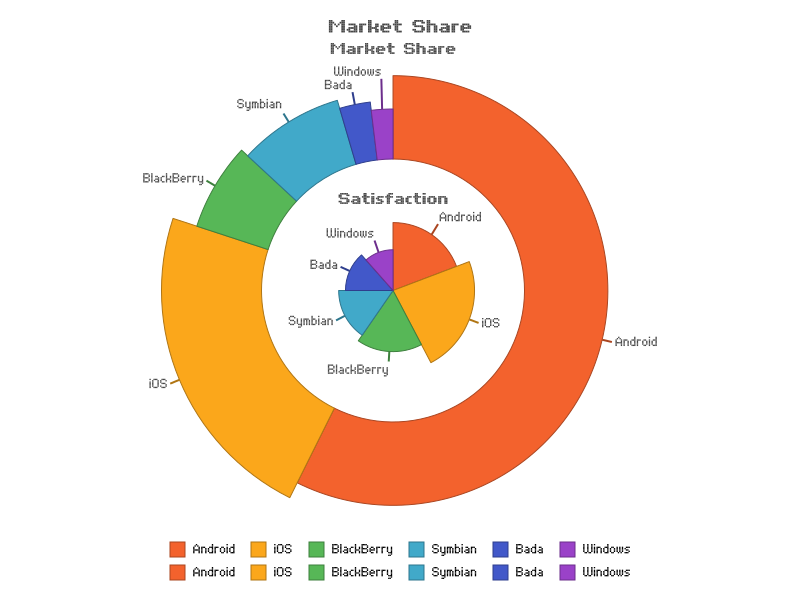 Market Share
Market Share
Windows
Bada
Symbian
BlackBerry
Satisfaction
Android
Windows
Bada
Symbian
iOS
Android
BlackBerry
iOS
Android iOS BlackBerry Symbian Bada Windows
Android iOS BlackBerry Symbian Bada Windows